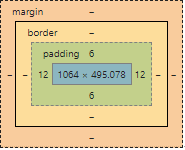 margin –
border –
padding 6
– – 12 1064 × 495.078 12 – –
6
–
–